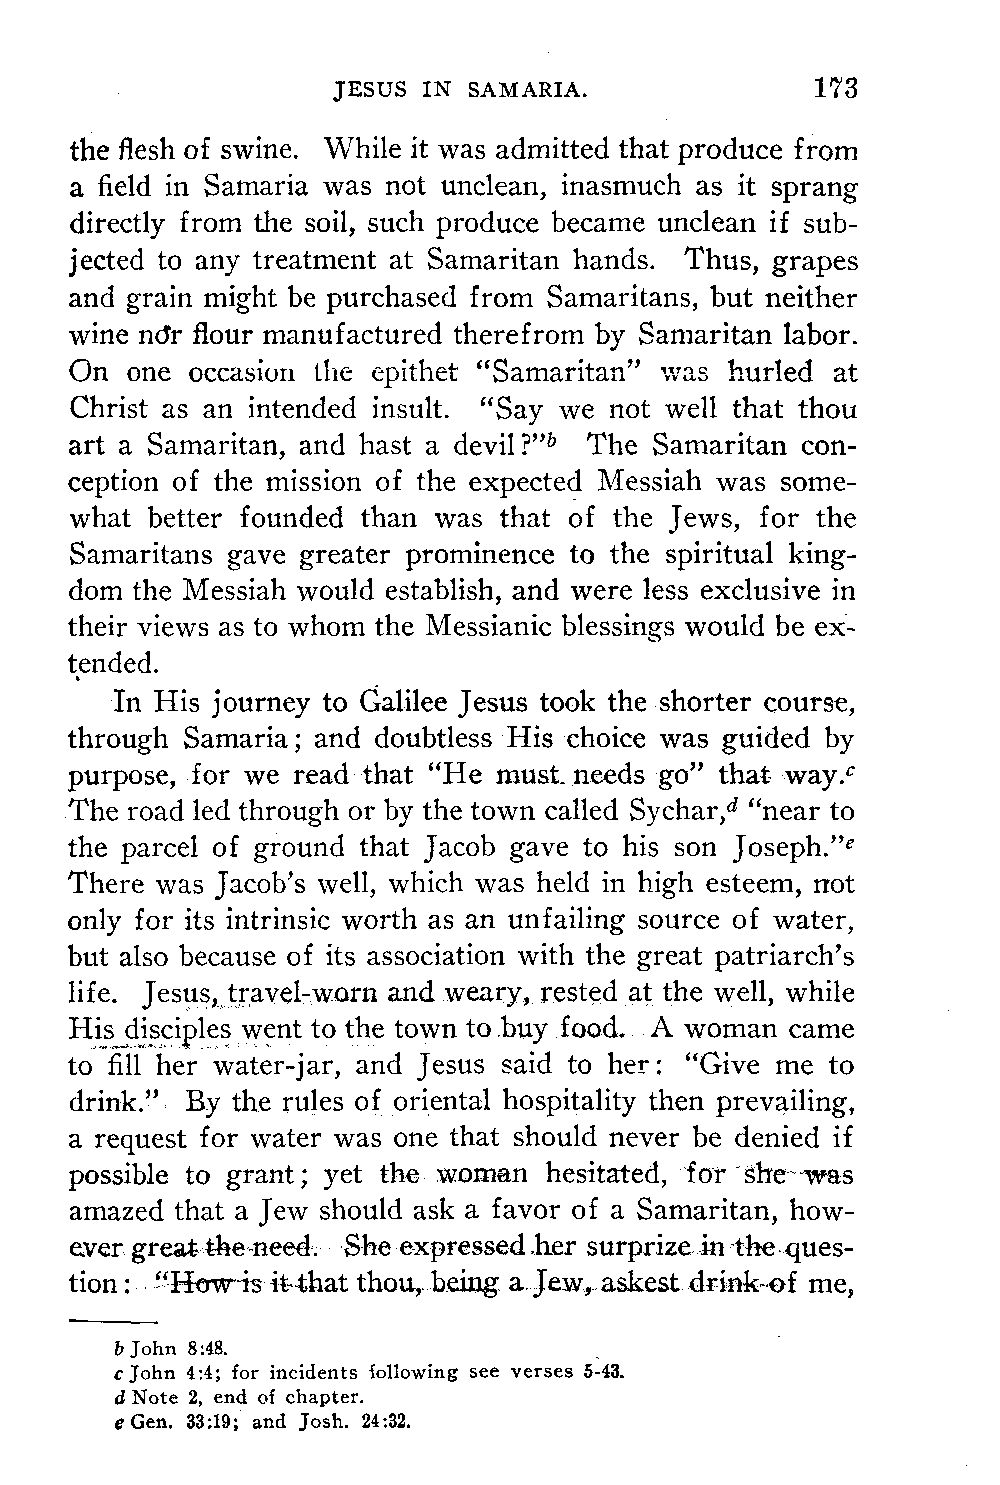 JESUS IN SAMARIA. 173
the flesh of swine. While it was admitted that produce from
a field in Samaria was not unclean, inasmuch as it sprang
directly from the soil, such produce became unclean if sub-
jected to any treatment at Samaritan hands. Thus, grapes
and grain might be purchased from Samaritans, but neither
wine nor flour manufactured therefrom by Samaritan labor.
On one occasion the epithet “Samaritan” was hurled at
Christ as an intended insult. “Say we not well that thou
art a Samaritan, and hast a devil?”b The Samaritan con-
ception of the mission of the expected Messiah was some-
what better founded than was that of the Jews, for the
Samaritans gave greater prominence to the spiritual king-
dom the Messiah would establish, and were less exclusive in
their views as to whom the Messianic blessings would be ex-
tended.
In His journey to Galilee Jesus took the shorter course,
through Samaria; and doubtless His choice was guided by
purpose, for we read that “He must needs go” that way.c
The road led through or by the town called Sychar,d “near to
the parcel of ground that Jacob gave to his son Joseph.”e
There was Jacob’s well, which was held in high esteem, not
only for its intrinsic worth as an unfailing source of water,
but also because of its association with the great patriarch’s
life. Jesus, travel-worn and weary, rested at the well, while
His disciples went to the town to buy food. A woman came
to fill her water-jar, and Jesus said to her: “Give me to
drink.” By the rules of oriental hospitality then prevailing,
a request for water was one that should never be denied if
possible to grant; yet the woman hesitated, for she was
amazed that a Jew should ask a favor of a Samaritan, how-
ever great the need. She expressed her surprize in the ques-
tion: “How is it that thou, being a Jew, askest drink of me,
b John 8:48.
c John 4:4; for incidents following see verses 5-43.
d Note 2, end of chapter.
e Gen. 33:19; and Josh. 24:32.